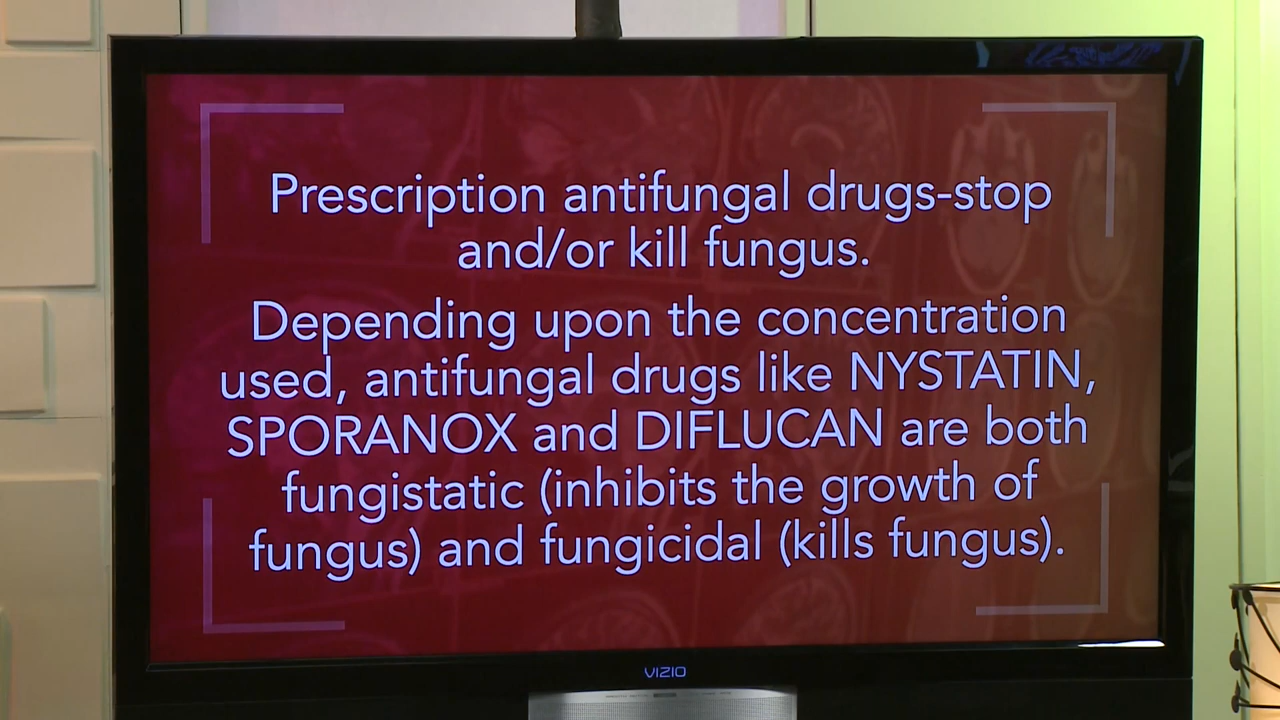 Prescription antifungal drugs-stop
and/or kill fungus.
Depending upon the concentration
used, antifungal drugs like NYSTATIN,
SPORANOX and DIFLUCAN are both
fungistatic (inhibits the growth of
fungus) and fungicidal (kills fungus).
VIZIO